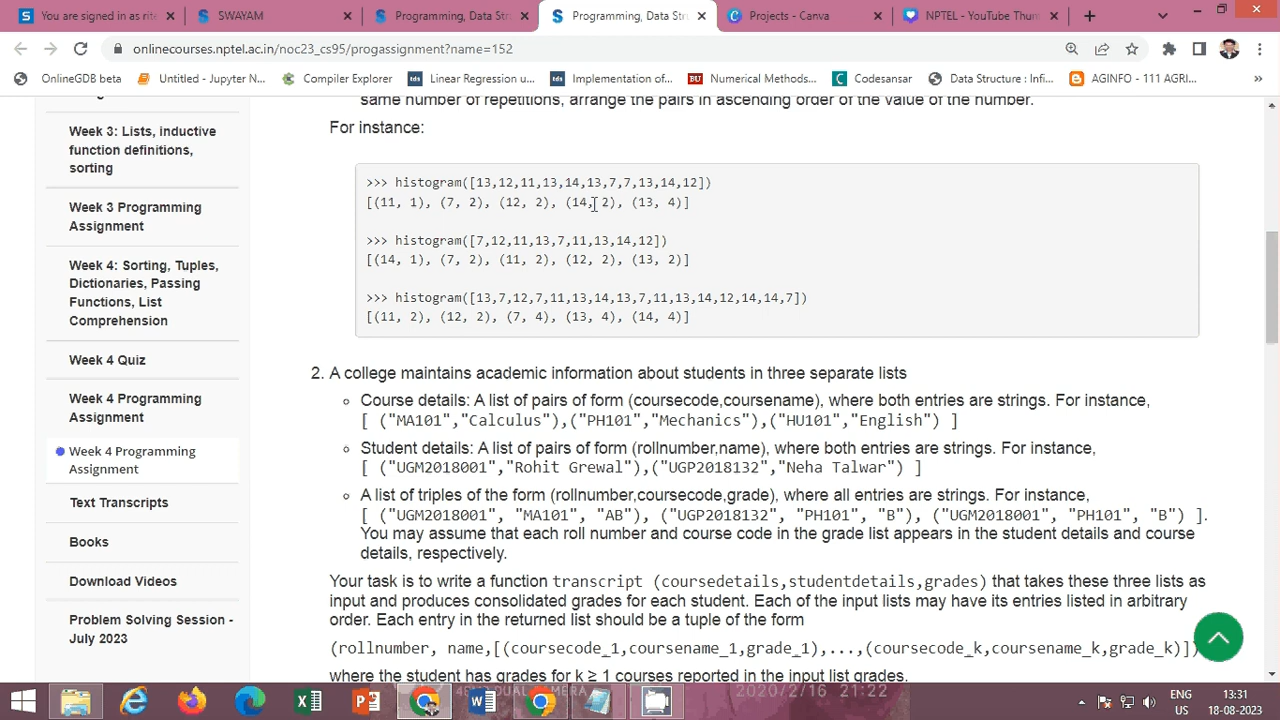 You are signed in as rite
SWAYAM
Programming, Data Str
Programming, Data Str
Projects - Canva
NPTEL - YouTube Thum
onlinecourses.nptel.ac.in/noc23_cs95/progassignment?name=152
OnlineGDB beta
Untitled - Jupyter N...
Compiler Explorer
Linear Regression u...
Implementation of...
Numerical Methods...
Codesansar
Data Structure : Infi...
AGINFO - 111 AGRI...
same number of repetitions, arrange the pairs in ascending order of the value of the number.
For instance:
>>> histogram([13,12,11,13,14,13,7,7,13,14,12])
[(11, 1), (7, 2), (12, 2), (14, 2), (13, 4)]
>>> histogram([7,12,11,13,7,11,13,14,12])
[(14, 1), (7, 2), (11, 2), (12, 2), (13, 2)]
>>> histogram([13,7,12,7,11,13,14,13,7,11,13,14,12,14,14,7])
[(11, 2), (12, 2), (7, 4), (13, 4), (14, 4)]
2. A college maintains academic information about students in three separate lists
Course details: A list of pairs of form (coursecode,coursename), where both entries are strings. For instance,
[ ("MA101","Calculus"),("PH101","Mechanics"),("HU101","English") ]
Student details: A list of pairs of form (rollnumber,name), where both entries are strings. For instance,
[ ("UGM2018001","Rohit Grewal"),("UGP2018132","Neha Talwar") ]
A list of triples of the form (rollnumber,coursecode,grade), where all entries are strings. For instance,
[ ("UGM2018001", "MA101", "AB"), ("UGP2018132", "PH101", "B"), ("UGM2018001", "PH101", "B") ].
You may assume that each roll number and course code in the grade list appears in the student details and course
details, respectively.
Your task is to write a function transcript (coursedetails,studentdetails,grades) that takes these three lists as
input and produces consolidated grades for each student. Each of the input lists may have its entries listed in arbitrary
order. Each entry in the returned list should be a tuple of the form
(rollnumber, name,[(coursecode_1,coursename_1,grade_1),...,(coursecode_k,coursename_k,grade_k)])
where the student has grades for k ≥ 1 courses reported in the input list grades.
Week 3: Lists, inductive
function definitions,
sorting
Week 3 Programming
Assignment
Week 4: Sorting, Tuples,
Dictionaries, Passing
Functions, List
Comprehension
Week 4 Quiz
Week 4 Programming
Assignment
Week 4 Programming
Assignment
Text Transcripts
Books
Download Videos
Problem Solving Session -
July 2023
DUAL CAMERA
2020/2/16 21:22
ENG
US
13:31
18-08-2023